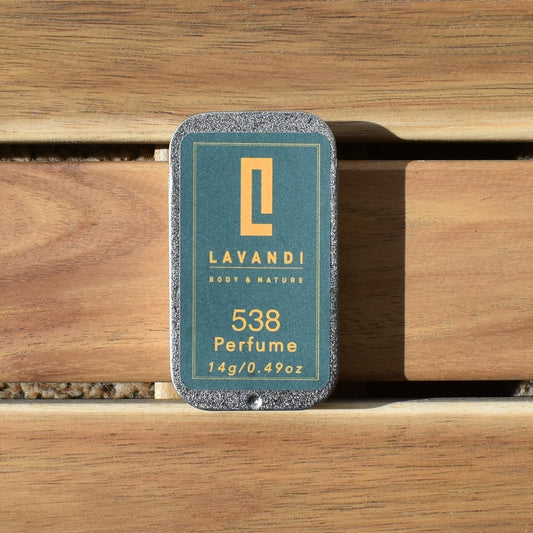 LAVANDI
BODY & NATURE
538
Perfume
14g/0.49oz